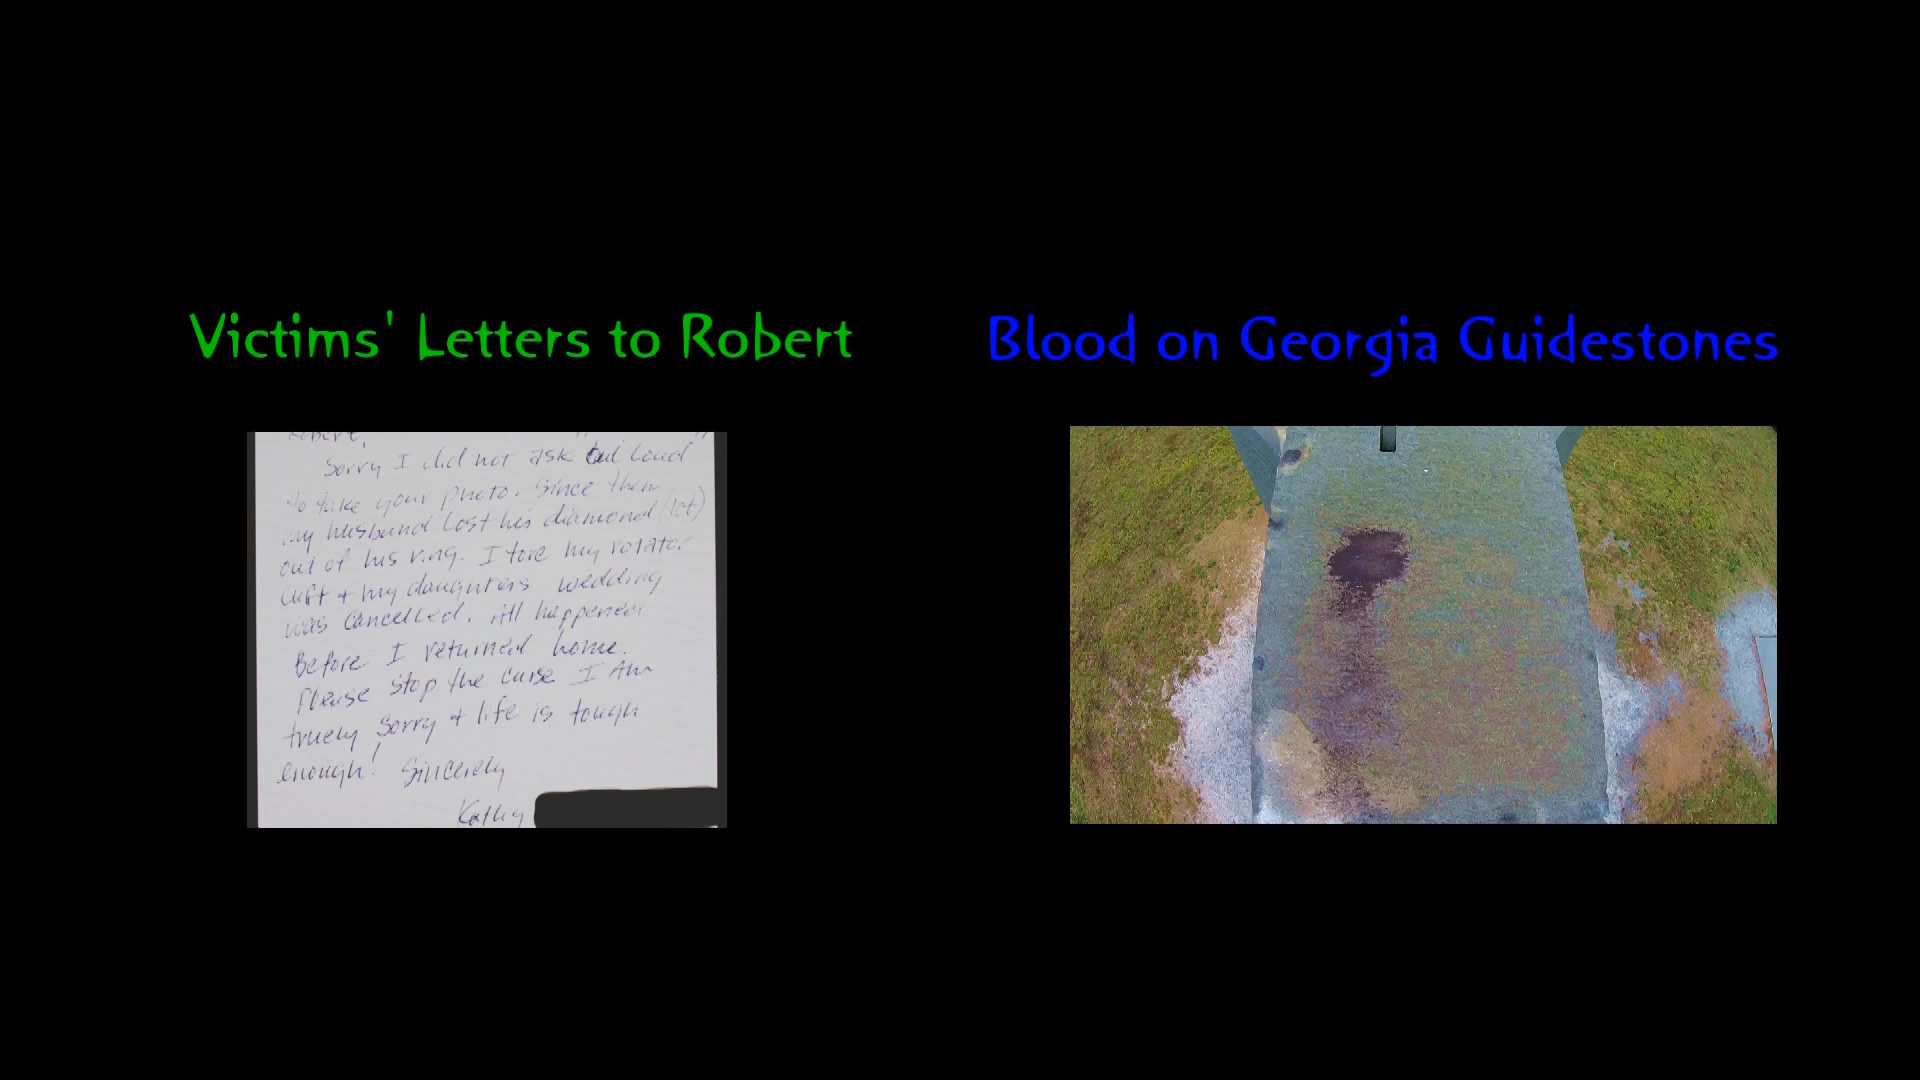 Victims' Letters to Robert
Blood on Georgia Guidestones
Robert,
Sorry I did not ask out loud
to take your photo. Since then
my husband lost his diamond (1ct)
out of his ring. I tore my rotator
cuff + my daughters wedding
was cancelled. All happened
Before I returned home.
Please stop the curse I Am
truely sorry + life is tough
enough! Sincerely
Kathy